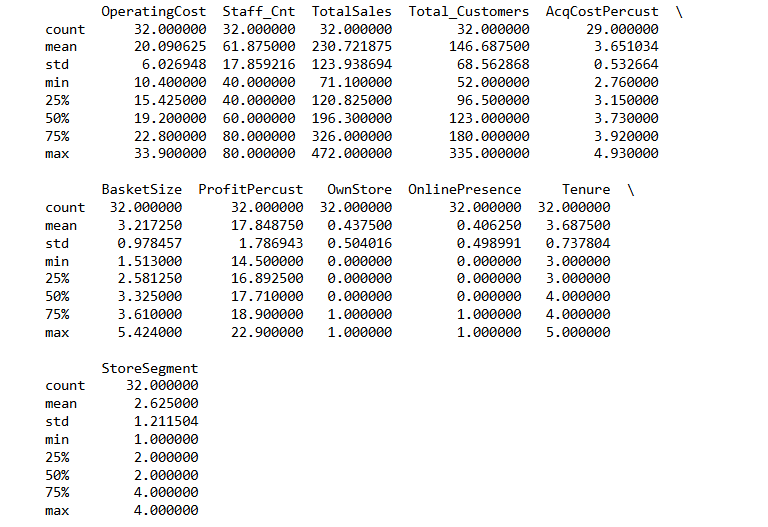 OperatingCost Staff_Cnt TotalSales Total_Customers AcqCostPercust \
count 32.000000 32.000000 32.000000 32.000000 29.000000
mean 20.090625 61.875000 230.721875 146.687500 3.651034
std 6.026948 17.859216 123.938694 68.562868 0.532664
min 10.400000 40.000000 71.100000 52.000000 2.760000
25% 15.425000 40.000000 120.825000 96.500000 3.150000
50% 19.200000 60.000000 196.300000 123.000000 3.730000
75% 22.800000 80.000000 326.000000 180.000000 3.920000
max 33.900000 80.000000 472.000000 335.000000 4.930000
BasketSize ProfitPercust OwnStore OnlinePresence Tenure \
count 32.000000 32.000000 32.000000 32.000000 32.000000
mean 3.217250 17.848750 0.437500 0.406250 3.687500
std 0.978457 1.786943 0.504016 0.498991 0.737804
min 1.513000 14.500000 0.000000 0.000000 3.000000
25% 2.581250 16.892500 0.000000 0.000000 3.000000
50% 3.325000 17.710000 0.000000 0.000000 4.000000
75% 3.610000 18.900000 1.000000 1.000000 4.000000
max 5.424000 22.900000 1.000000 1.000000 5.000000
StoreSegment
count 32.000000
mean 2.625000
std 1.211504
min 1.000000
25% 2.000000
50% 2.000000
75% 4.000000
max 4.000000